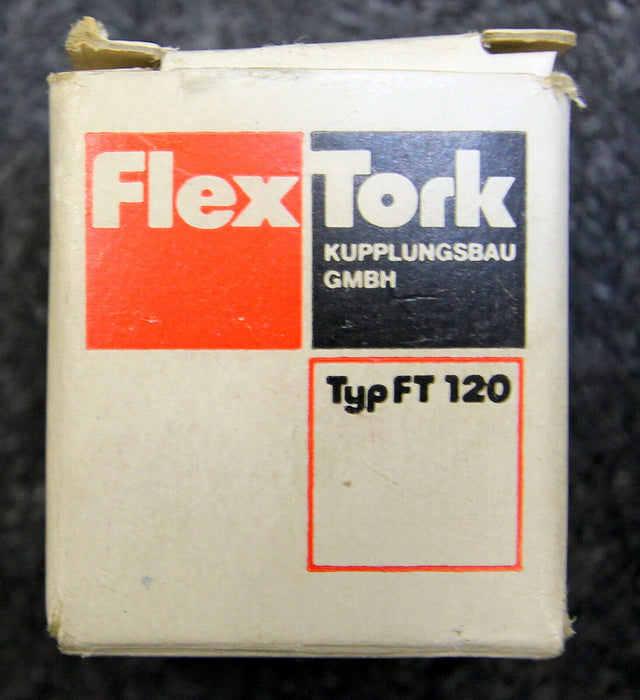 FlexTork
KUPPLUNGSBAU
GMBH
Typ FT 120